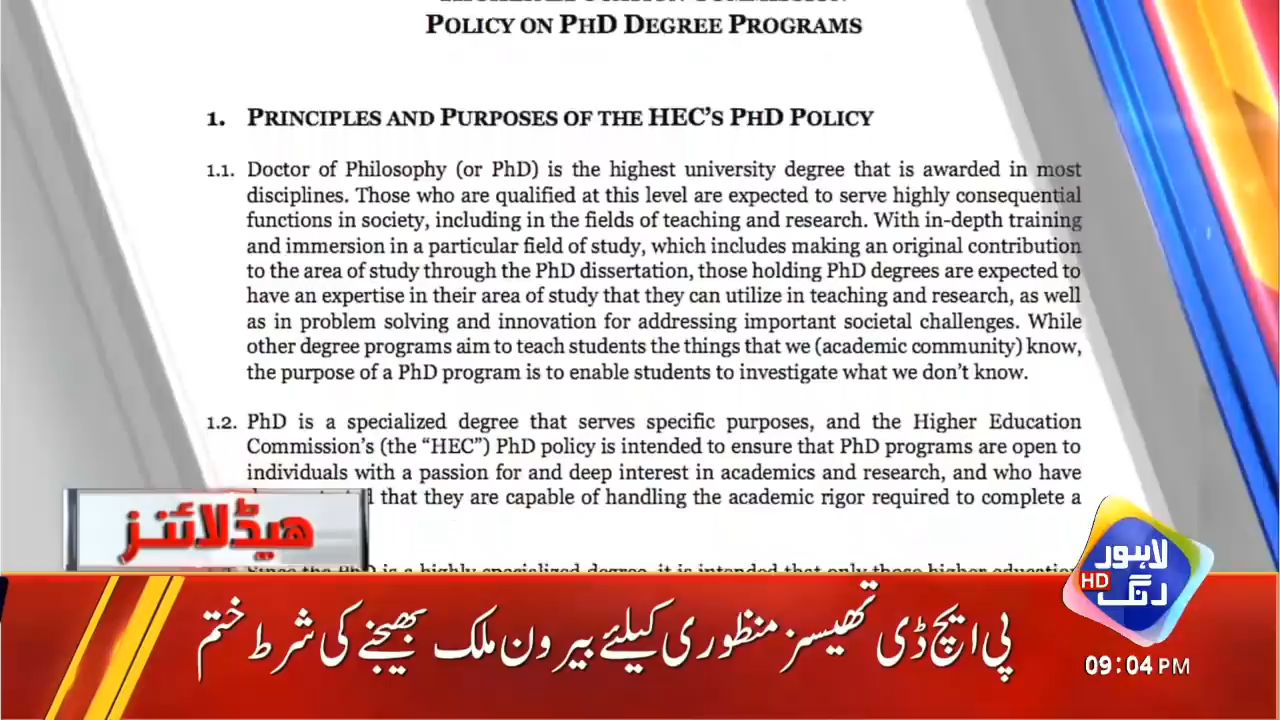 POLICY ON PHD DEGREE PROGRAMS
1. PRINCIPLES AND PURPOSES OF THE HEC'S PHD POLICY
1.1. Doctor of Philosophy (or PhD) is the highest university degree that is awarded in most
disciplines. Those who are qualified at this level are expected to serve highly consequential
functions in society, including in the fields of teaching and research. With in-depth training
and immersion in a particular field of study, which includes making an original contribution
to the area of study through the PhD dissertation, those holding PhD degrees are expected to
have an expertise in their area of study that they can utilize in teaching and research, as well
as in problem solving and innovation for addressing important societal challenges. While
other degree programs aim to teach students the things that we (academic community) know,
the purpose of a PhD program is to enable students to investigate what we don't know.
1.2. PhD is a specialized degree that serves specific purposes, and the Higher Education
Commission's (the “HEC”) PhD policy is intended to ensure that PhD programs are open to
individuals with a passion for and deep interest in academics and research, and who have
that they are capable of handling the academic rigor required to complete a
ہیڈلائنز
لاہور
رنگ HD
پی ایچ ڈی تھیسز منظوری کیلئے بیرون ملک بھیجنے کی شرط ختم
09:04 PM